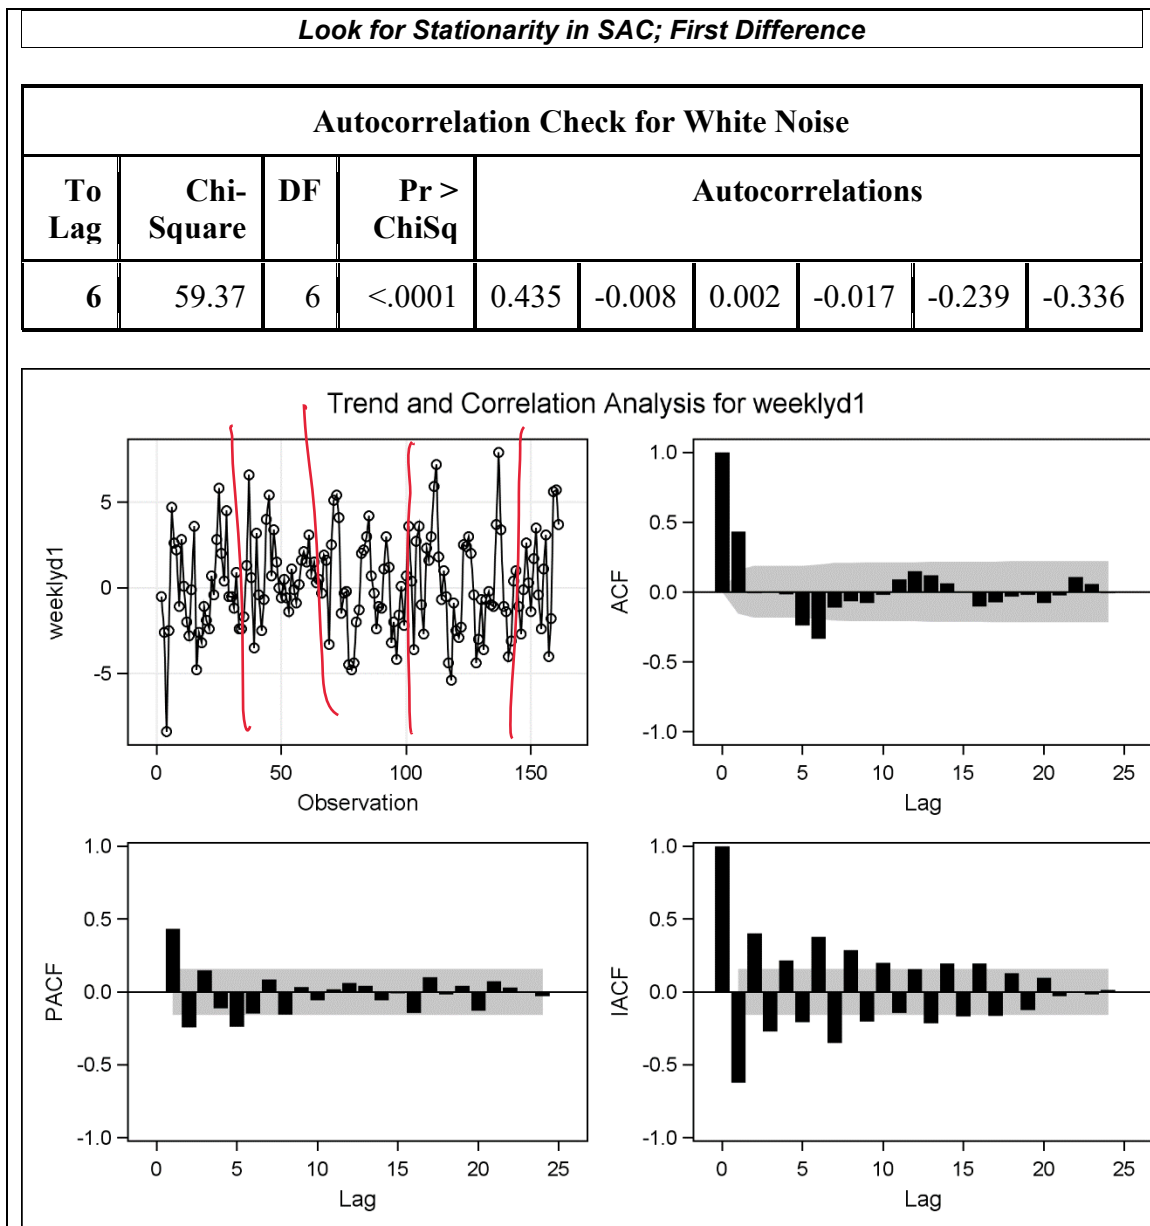 Look for Stationarity in SAC; First Difference
Autocorrelation Check for White Noise
To Lag Chi-Square DF Pr > ChiSq Autocorrelations
6 59.37 6 <.0001 0.435 -0.008 0.002 -0.017 -0.239 -0.336
Trend and Correlation Analysis for weeklyd1
weeklyd1
5
0
-5
0 50 100 150
Observation
ACF
1.0
0.5
0.0
-0.5
-1.0
0 5 10 15 20 25
Lag
PACF
1.0
0.5
0.0
-0.5
-1.0
0 5 10 15 20 25
Lag
IACF
1.0
0.5
0.0
-0.5
-1.0
0 5 10 15 20 25
Lag